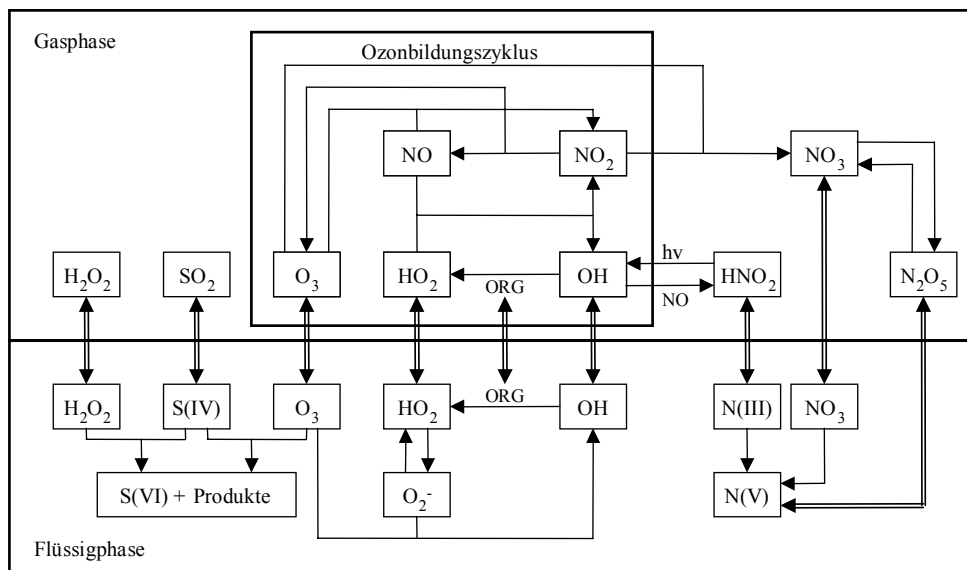 Gasphase
Ozonbildungszyklus
NO
NO₂
NO₃
H₂O₂
SO₂
O₃
HO₂
ORG
OH
hv
NO
HNO₂
N₂O₅
H₂O₂
S(IV)
O₃
HO₂
ORG
OH
N(III)
NO₃
S(VI) + Produkte
O₂-
N(V)
Flüssigphase